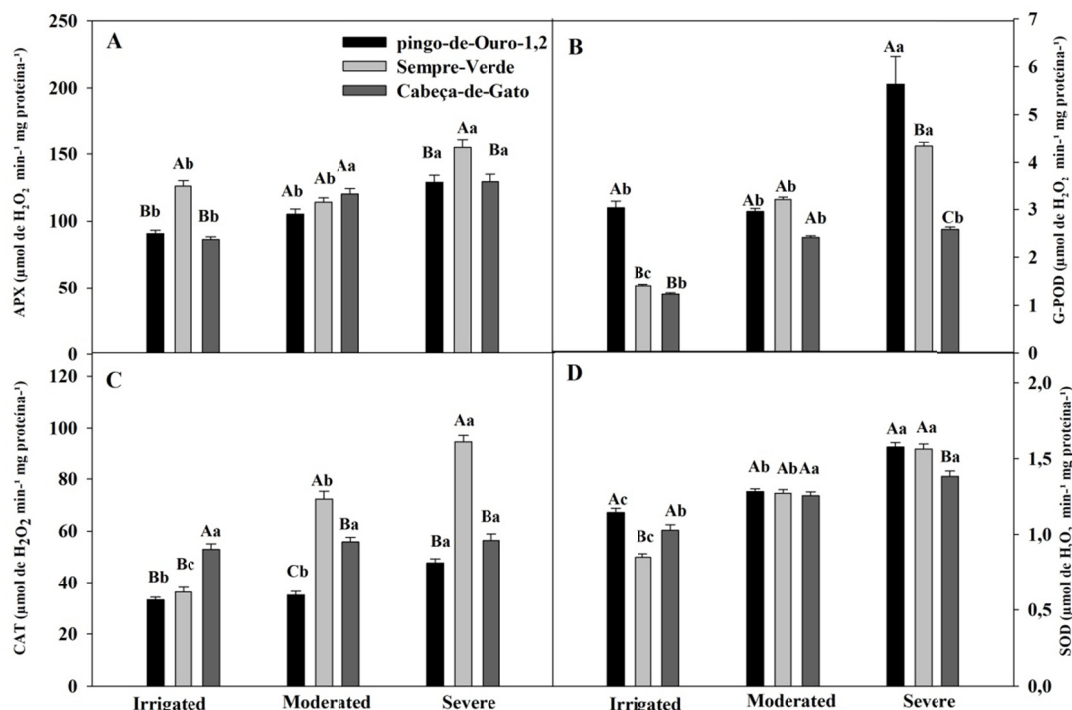 A
pingo-de-Ouro-1,2
Sempre-Verde
Cabeça-de-Gato
APX (µmol de H₂O₂ min-¹ mg proteína-¹)
250
200
150
100
50
0
Bb
Ab
Bb
Ab
Ab
Aa
Ba
Aa
Ba
B
G-POD (µmol de H₂O₂ min-¹ mg proteína-¹)
7
6
5
4
3
2
1
0
Ab
Bc
Bb
Ab
Ab
Ab
Aa
Ba
Cb
C
CAT (µmol de H₂O₂ min-¹ mg proteína-¹)
120
100
80
60
40
20
0
Bb
Bc
Aa
Cb
Ab
Ba
Ba
Aa
Ba
Irrigated
Moderated
Severe
D
SOD (µmol de H₂O₂ min-¹ mg proteína-¹)
2,0
1,5
1,0
0,5
0,0
Ac
Bc
Ab
Ab
Ab
Aa
Aa
Aa
Ba
Irrigated
Moderated
Severe